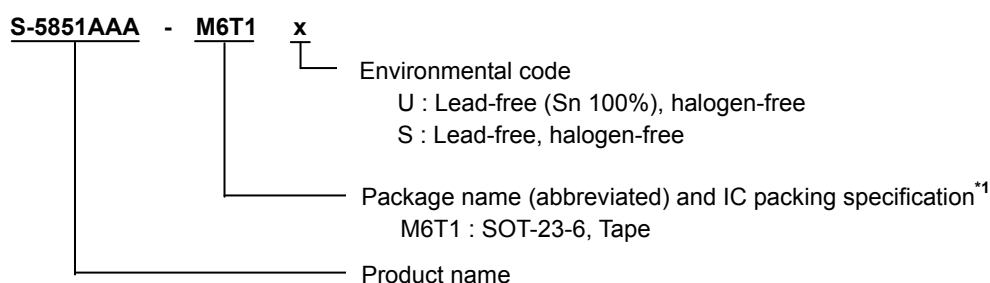 S-5851AAA - M6T1 x
Environmental code
U : Lead-free (Sn 100%), halogen-free
S : Lead-free, halogen-free
Package name (abbreviated) and IC packing specification*1
M6T1 : SOT-23-6, Tape
Product name